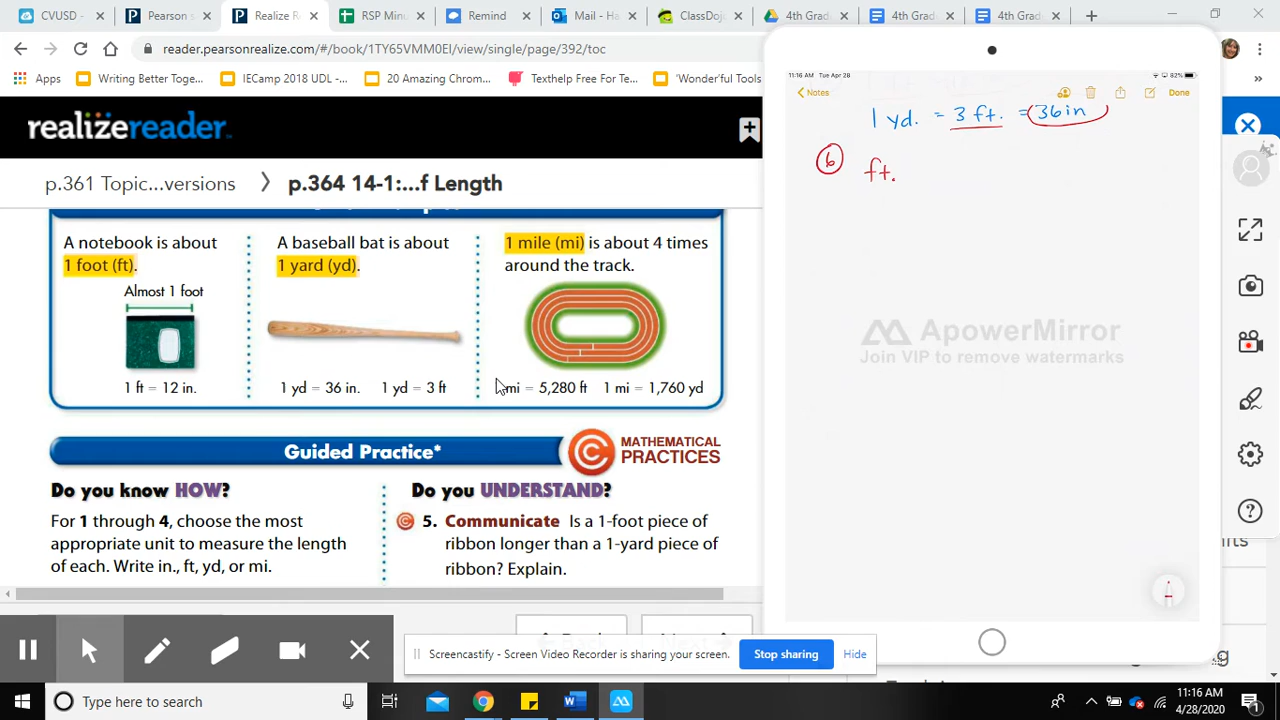 CVUSD -
Pearson s
Realize R
RSP Minu
Remind
Mail - Ha
ClassDojo
4th Grad
4th Grad
4th Grad
reader.pearsonrealize.com/#/book/1TY65VMM0EI/view/single/page/392/toc
Apps
Writing Better Toge...
IECamp 2018 UDL -...
20 Amazing Chrom...
Texthelp Free For Te...
'Wonderful' Tools
realizereader
p.361 Topic...versions
p.364 14-1:...f Length
A notebook is about
1 foot (ft).
Almost 1 foot
1 ft = 12 in.
A baseball bat is about
1 yard (yd).
1 yd = 36 in. 1 yd = 3 ft
1 mile (mi) is about 4 times
around the track.
mi = 5,280 ft 1 mi = 1,760 yd
Guided Practice*
MATHEMATICAL
PRACTICES
Do you know HOW?
For 1 through 4, choose the most
appropriate unit to measure the length
of each. Write in., ft, yd, or mi.
Do you UNDERSTAND?
5. Communicate Is a 1-foot piece of
ribbon longer than a 1-yard piece of
ribbon? Explain.
11:16 AM Tue Apr 28
82%
Notes
Done
1 yd. = 3 ft. = 36 in
6 ft.
ApowerMirror
Join VIP to remove watermarks
Screencastify - Screen Video Recorder is sharing your screen.
Stop sharing
Hide
Type here to search
11:16 AM
4/28/2020